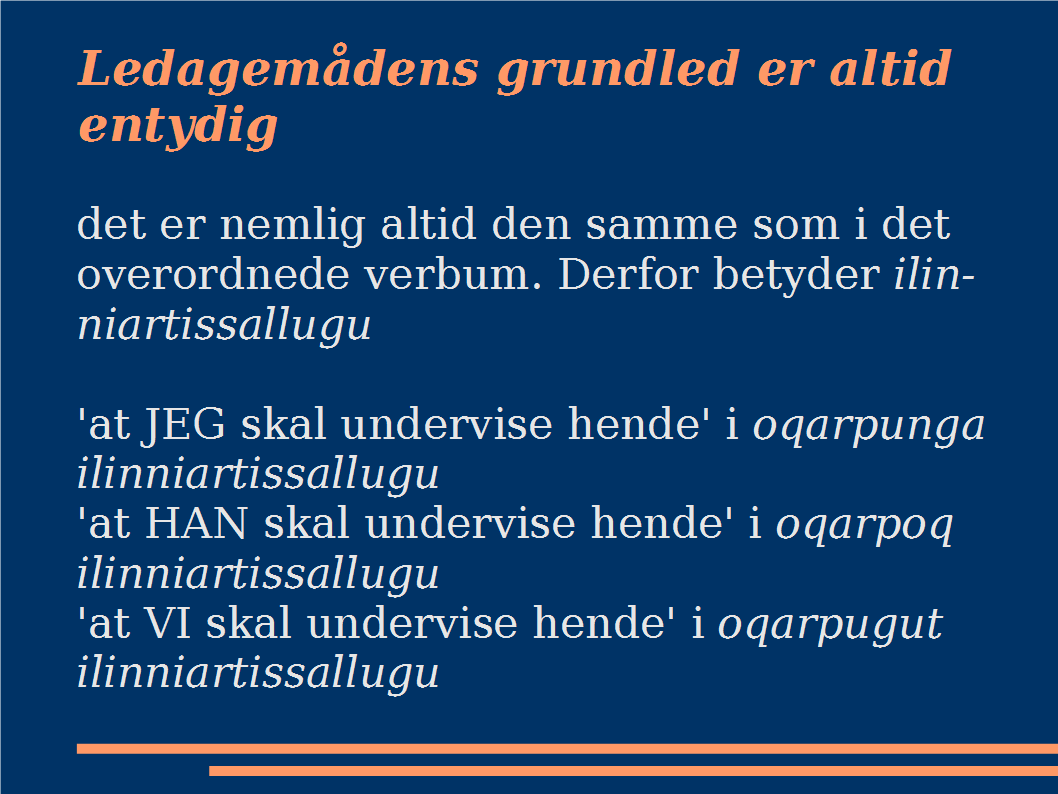 Ledagemådens grundled er altid
entydig
det er nemlig altid den samme som i det
overordnede verbum. Derfor betyder ilin-
niartissallugu
'at JEG skal undervise hende' i oqarpunga
ilinniartissallugu
'at HAN skal undervise hende' i oqarpoq
ilinniartissallugu
'at VI skal undervise hende' i oqarpugut
ilinniartissallugu